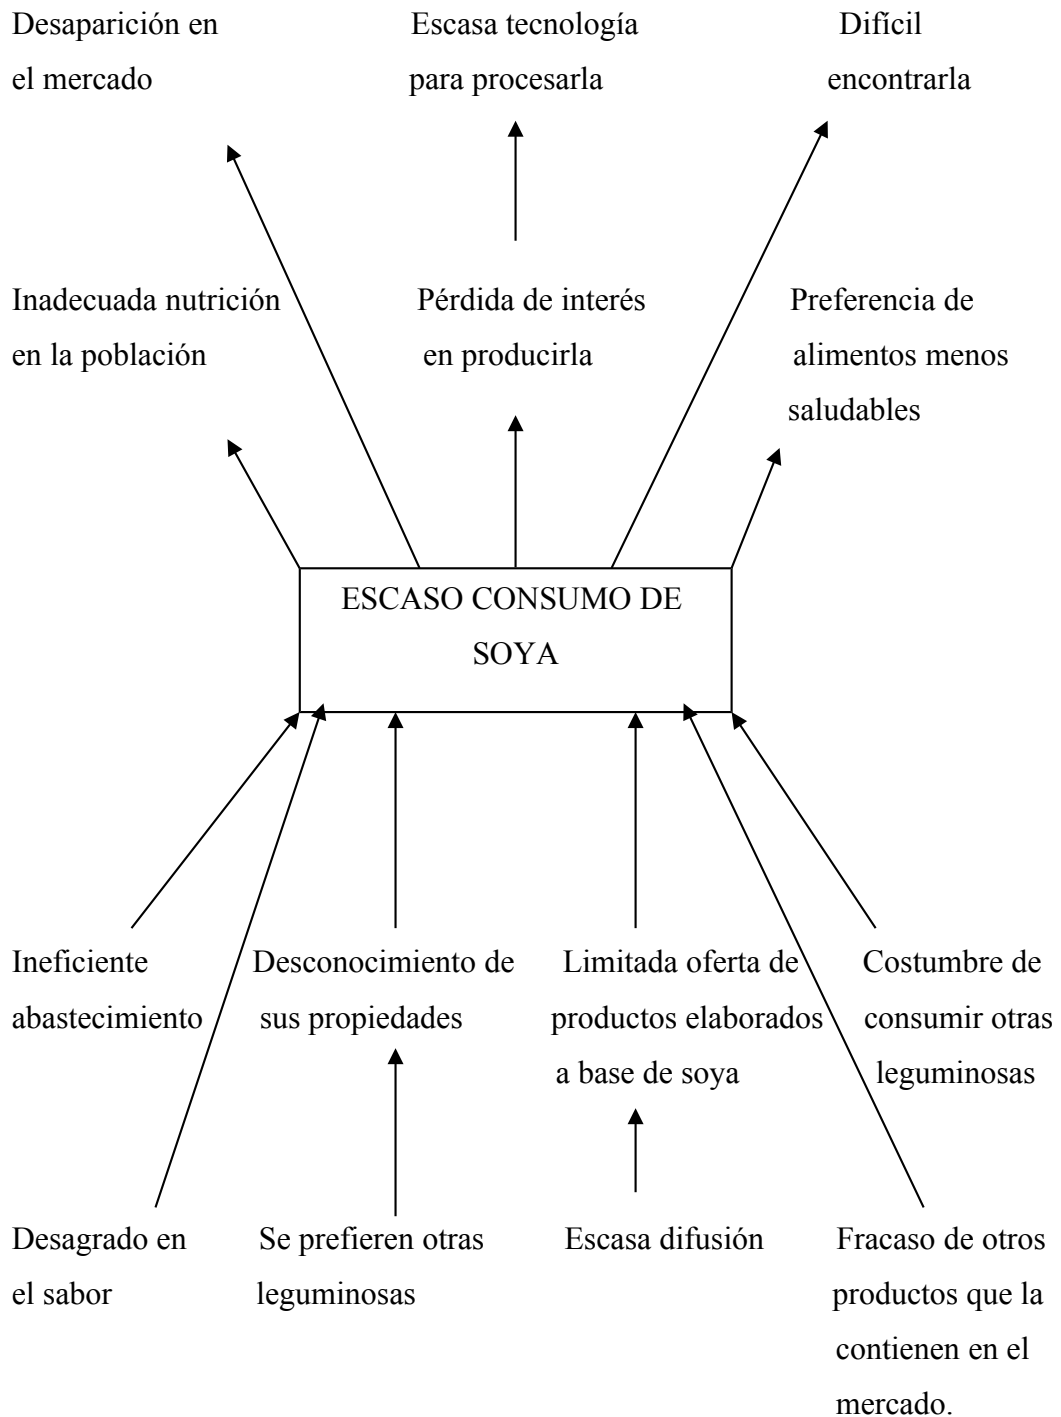 Desaparición en
el mercado
Escasa tecnología
para procesarla
Difícil
encontrarla
Inadecuada nutrición
en la población
Pérdida de interés
en producirla
Preferencia de
alimentos menos
saludables
ESCASO CONSUMO DE
SOYA
Ineficiente
abastecimiento
Desconocimiento de
sus propiedades
Limitada oferta de
productos elaborados
a base de soya
Costumbre de
consumir otras
leguminosas
Desagrado en
el sabor
Se prefieren otras
leguminosas
Escasa difusión
Fracaso de otros
productos que la
contienen en el
mercado.